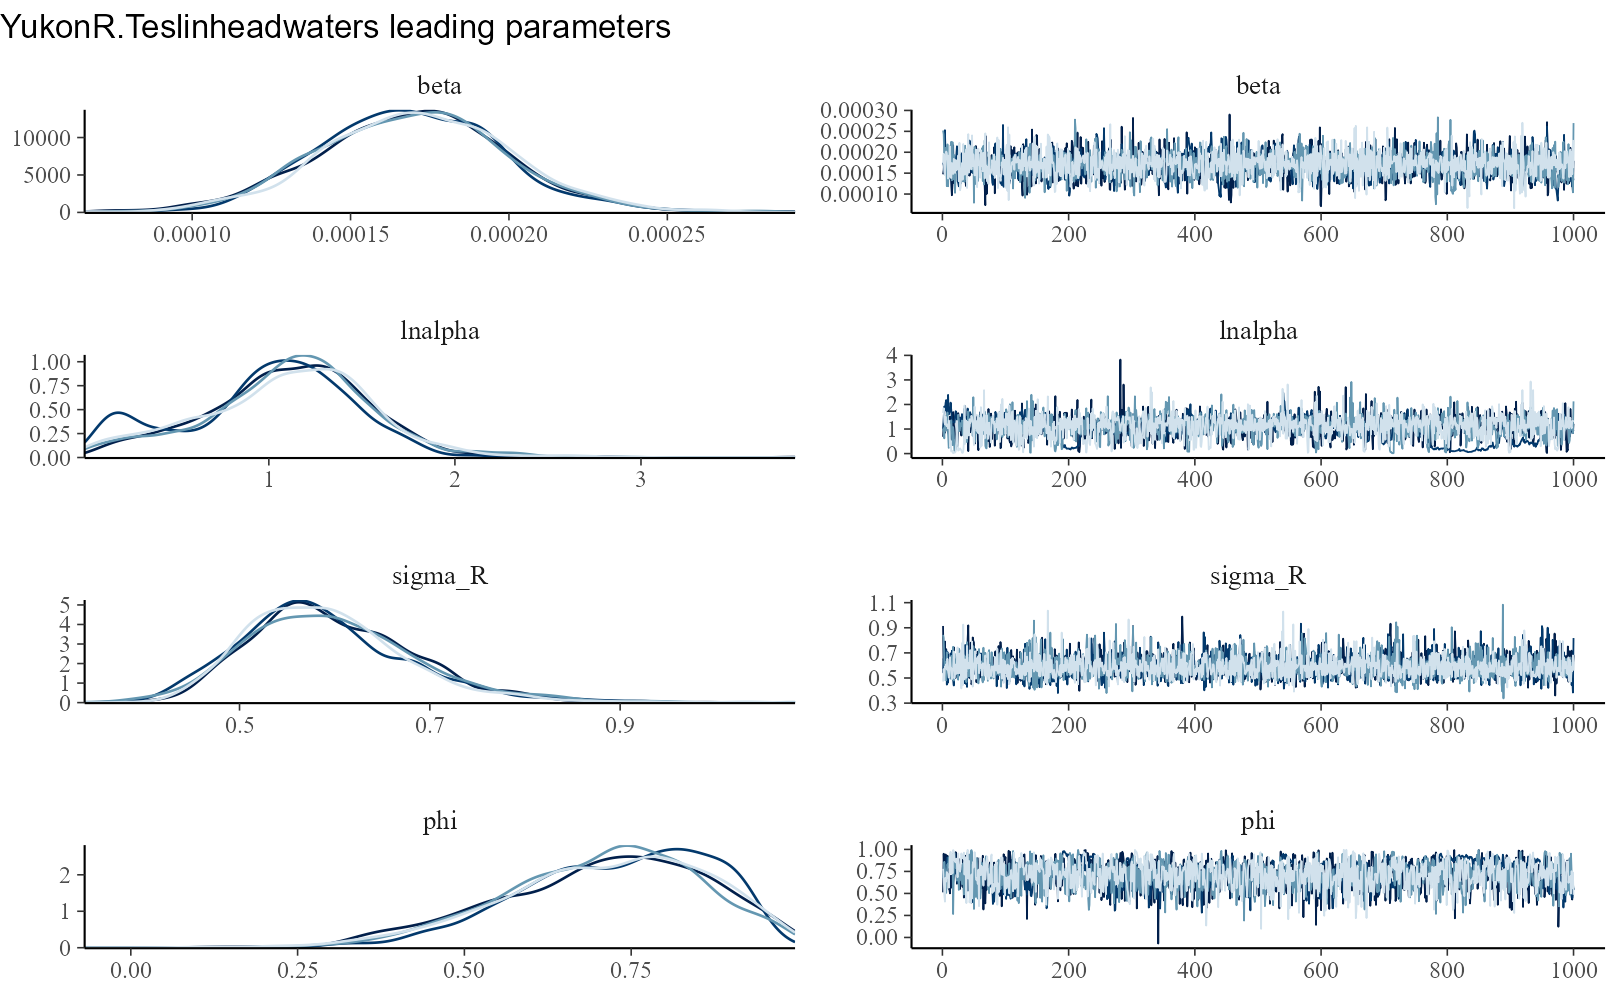 YukonR.Teslinheadwaters leading parameters
beta
10000
5000
0
0.00010 0.00015 0.00020 0.00025
beta
0.00030
0.00025
0.00020
0.00015
0.00010
0 200 400 600 800 1000
lnalpha
1.00
0.75
0.50
0.25
0.00
1 2 3
lnalpha
4
3
2
1
0
0 200 400 600 800 1000
sigma_R
5
4
3
2
1
0
0.5 0.7 0.9
sigma_R
1.1
0.9
0.7
0.5
0.3
0 200 400 600 800 1000
phi
2
1
0
0.00 0.25 0.50 0.75
phi
1.00
0.75
0.50
0.25
0.00
0 200 400 600 800 1000